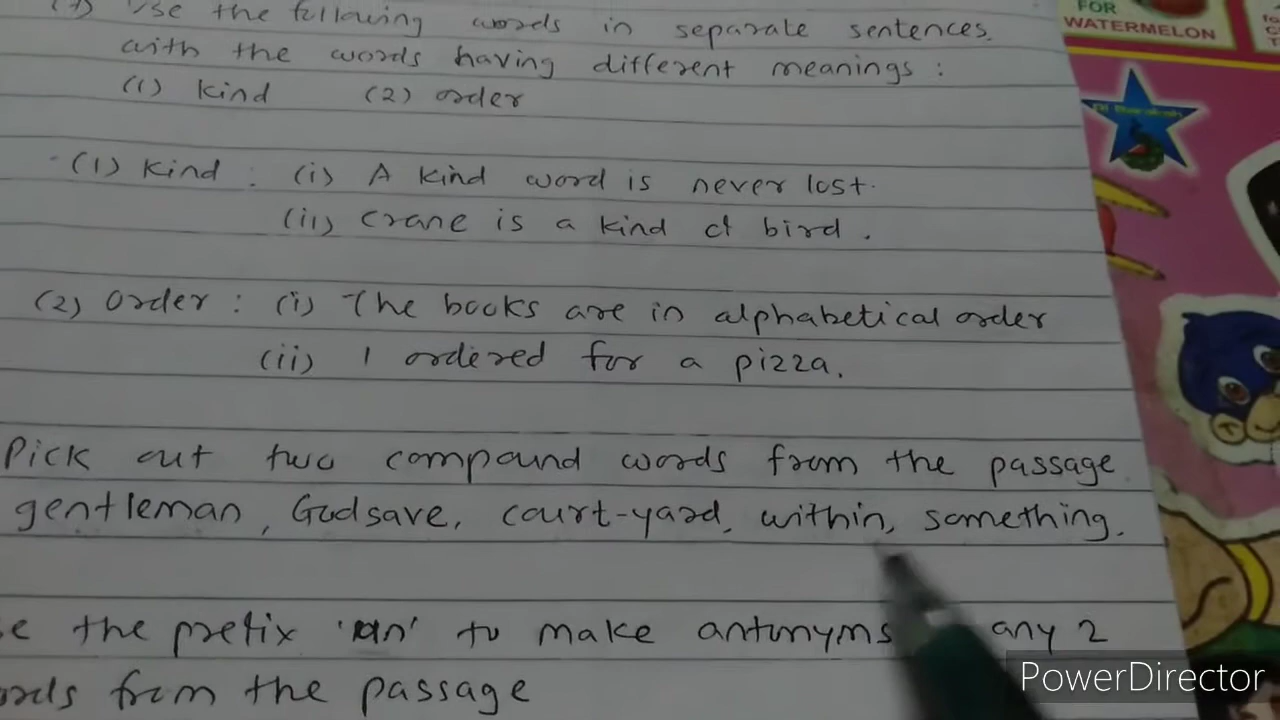 Use the following words in separate sentences.
with the words having different meanings :
(1) kind (2) order
(1) kind : (i) A kind word is never lost.
(ii) Crane is a kind of bird.
(2) Order : (i) The books are in alphabetical order
(ii) I ordered for a pizza.
Pick out two compound words from the passage
gentleman, Godsave, court-yard, within, something.
the prefix 'un' to make antonyms any 2
from the passage
FOR
WATERMELON
PowerDirector